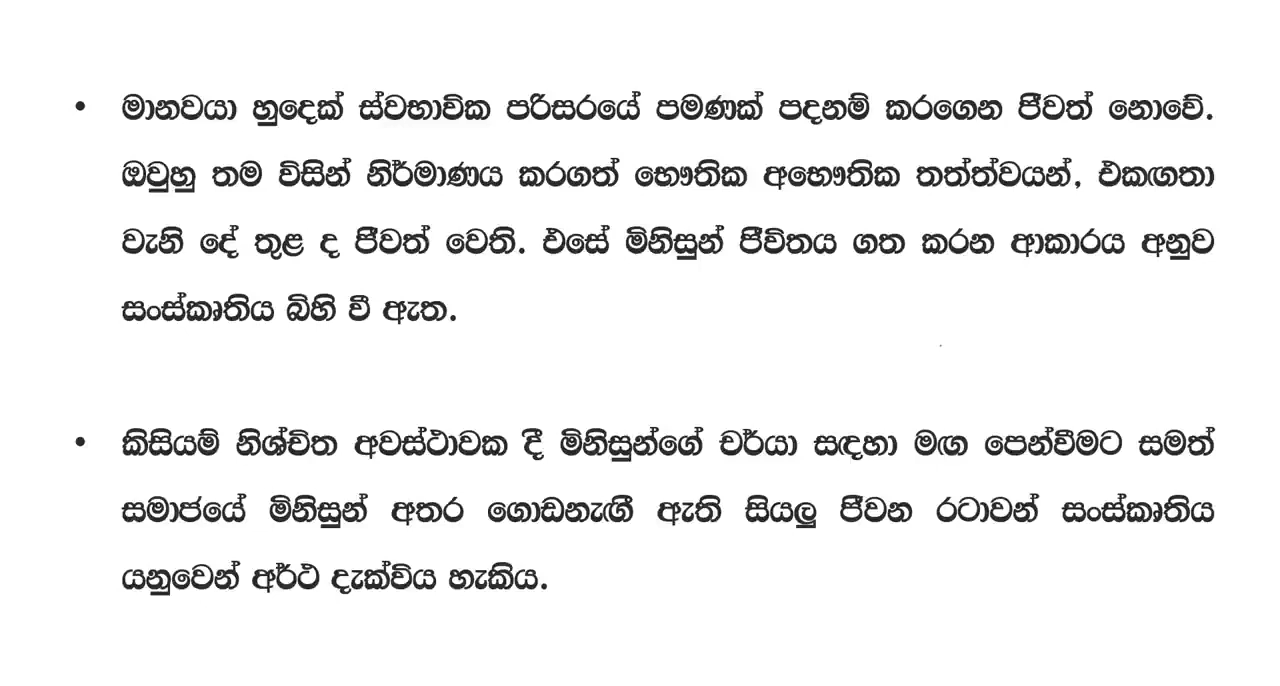 • මානවයා හුදෙක් ස්වභාවික පරිසරයේ පමණක් පදනම් කරගෙන ජීවත් නොවේ.
ඔවුහු තම විසින් නිර්මාණය කරගත් භෞතික අභෞතික තත්ත්වයන්, එකඟතා
වැනි දේ තුළ ද ජීවත් වෙති. එසේ මිනිසුන් ජීවිතය ගත කරන ආකාරය අනුව
සංස්කෘතිය බිහි වී ඇත.
• කිසියම් නිශ්චිත අවස්ථාවක දී මිනිසුන්ගේ චර්යා සඳහා මඟ පෙන්වීමට සමත්
සමාජයේ මිනිසුන් අතර ගොඩනැඟී ඇති සියලු ජීවන රටාවන් සංස්කෘතිය
යනුවෙන් අර්ථ දැක්විය හැකිය.